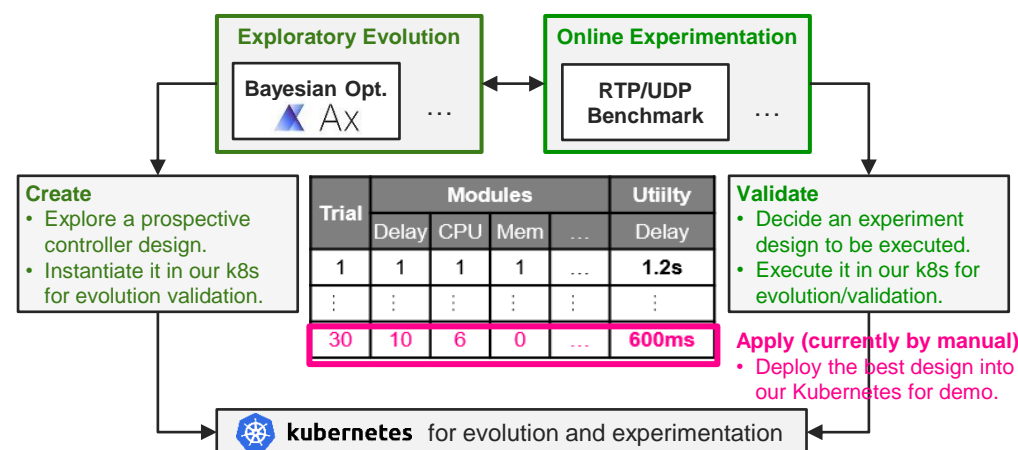 Exploratory Evolution
Bayesian Opt.
Ax
…
Online Experimentation
RTP/UDP
Benchmark
…
Create
• Explore a prospective
controller design.
• Instantiate it in our k8s
for evolution validation.
Trial Modules Utiilty
Delay CPU Mem … Delay
1 1 1 1 … 1.2s
⋮ ⋮ ⋮ ⋮ ⋮ ⋮
30 10 6 0 … 600ms
Validate
• Decide an experiment
design to be executed.
• Execute it in our k8s for
evolution/validation.
Apply (currently by manual)
• Deploy the best design into
our Kubernetes for demo.
kubernetes for evolution and experimentation